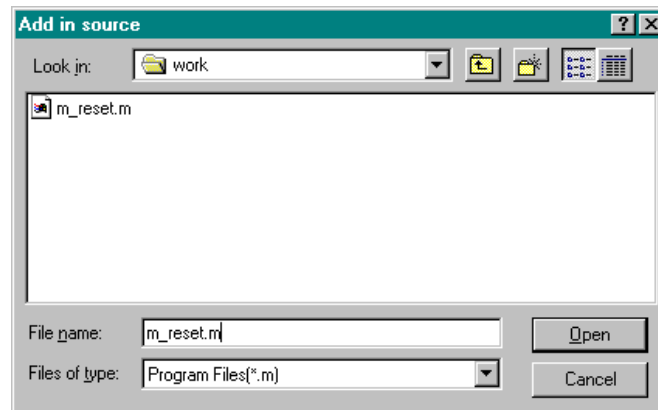 Add in source
Look in: work
m_reset.m
File name: m_reset.m
Open
Files of type: Program Files(*.m)
Cancel